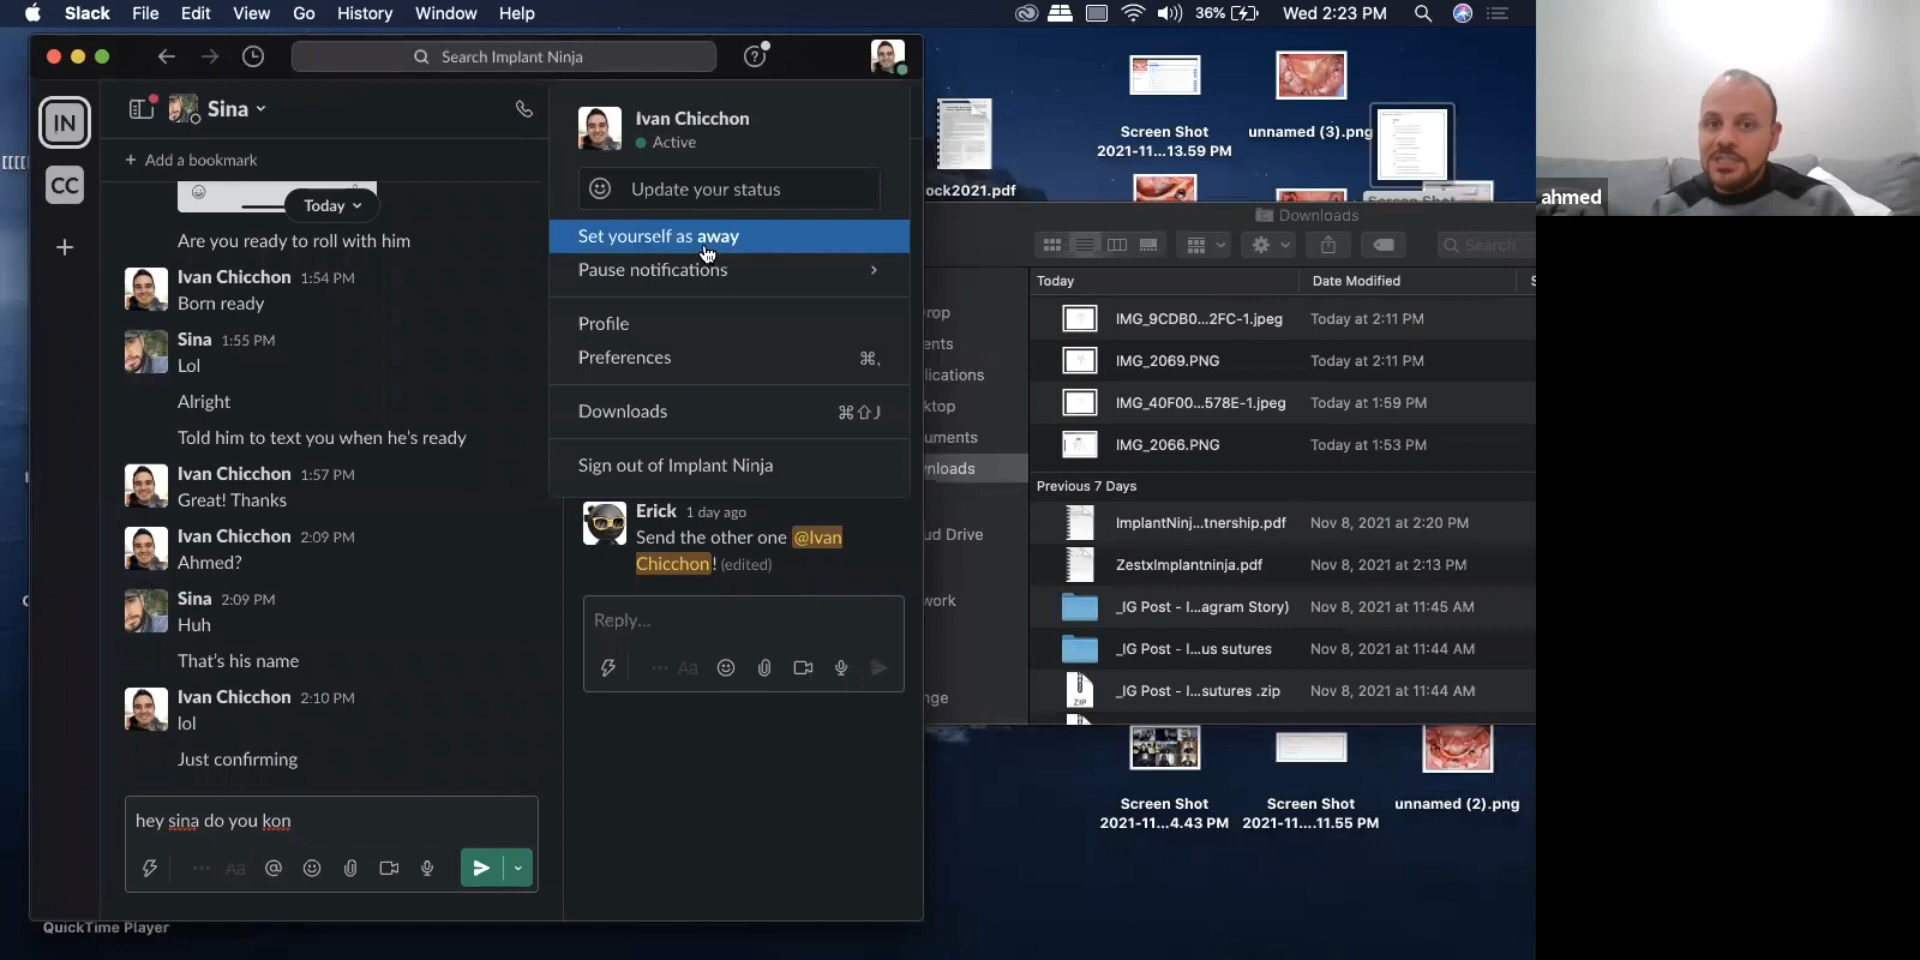 Slack File Edit View Go History Window Help
36% Wed 2:23 PM
Search Implant Ninja
IN
CC
Sina
Add a bookmark
Today
Are you ready to roll with him
Ivan Chicchon 1:54 PM
Born ready
Sina 1:55 PM
Lol
Alright
Told him to text you when he's ready
Ivan Chicchon 1:57 PM
Great! Thanks
Ivan Chicchon 2:09 PM
Ahmed?
Sina 2:09 PM
Huh
That's his name
Ivan Chicchon 2:10 PM
lol
Just confirming
hey sina do you kon
Aa @
QuickTime Player
Ivan Chicchon
Active
Update your status
Set yourself as away
Pause notifications
Profile
Preferences ⌘,
Downloads ⌘⇧J
Sign out of Implant Ninja
Erick 1 day ago
Send the other one @Ivan
Chicchon! (edited)
Reply...
Aa
ock2021.pdf
Screen Shot
2021-11...13.59 PM
unnamed (3).png
Screen Shot
Downloads
Search
rop
ents
lications
ktop
uments
nloads
ud Drive
work
nge
Today Date Modified S
IMG_9CDB0...2FC-1.jpeg Today at 2:11 PM
IMG_2069.PNG Today at 2:11 PM
IMG_40F00...578E-1.jpeg Today at 1:59 PM
IMG_2066.PNG Today at 1:53 PM
Previous 7 Days
ImplantNinj...tnership.pdf Nov 8, 2021 at 2:20 PM
ZestxImplantninja.pdf Nov 8, 2021 at 2:13 PM
_IG Post - I...agram Story) Nov 8, 2021 at 11:45 AM
_IG Post - I...us sutures Nov 8, 2021 at 11:44 AM
_IG Post - I...sutures .zip Nov 8, 2021 at 11:44 AM
ZIP
Screen Shot
2021-11...4.43 PM
Screen Shot
2021-11....11.55 PM
unnamed (2).png
ahmed